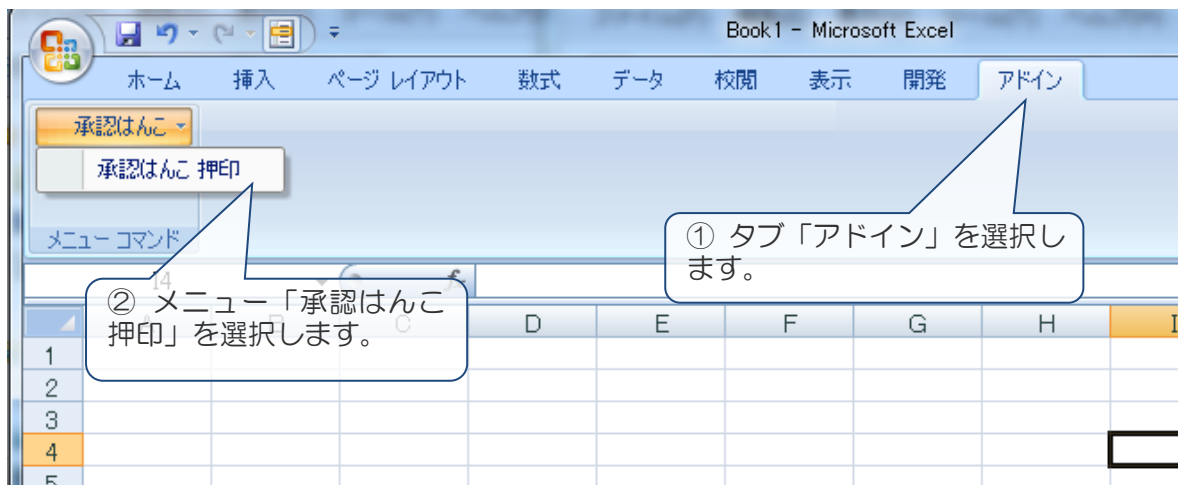 Book1 - Microsoft Excel
ホーム 挿入 ページ レイアウト 数式 データ 校閲 表示 開発 アドイン
承認はんこ
承認はんこ 押印
メニュー コマンド
① タブ「アドイン」を選択し
ます。
I4
② メニュー「承認はんこ
押印」を選択します。
A B C D E F G H I
1
2
3
4
5